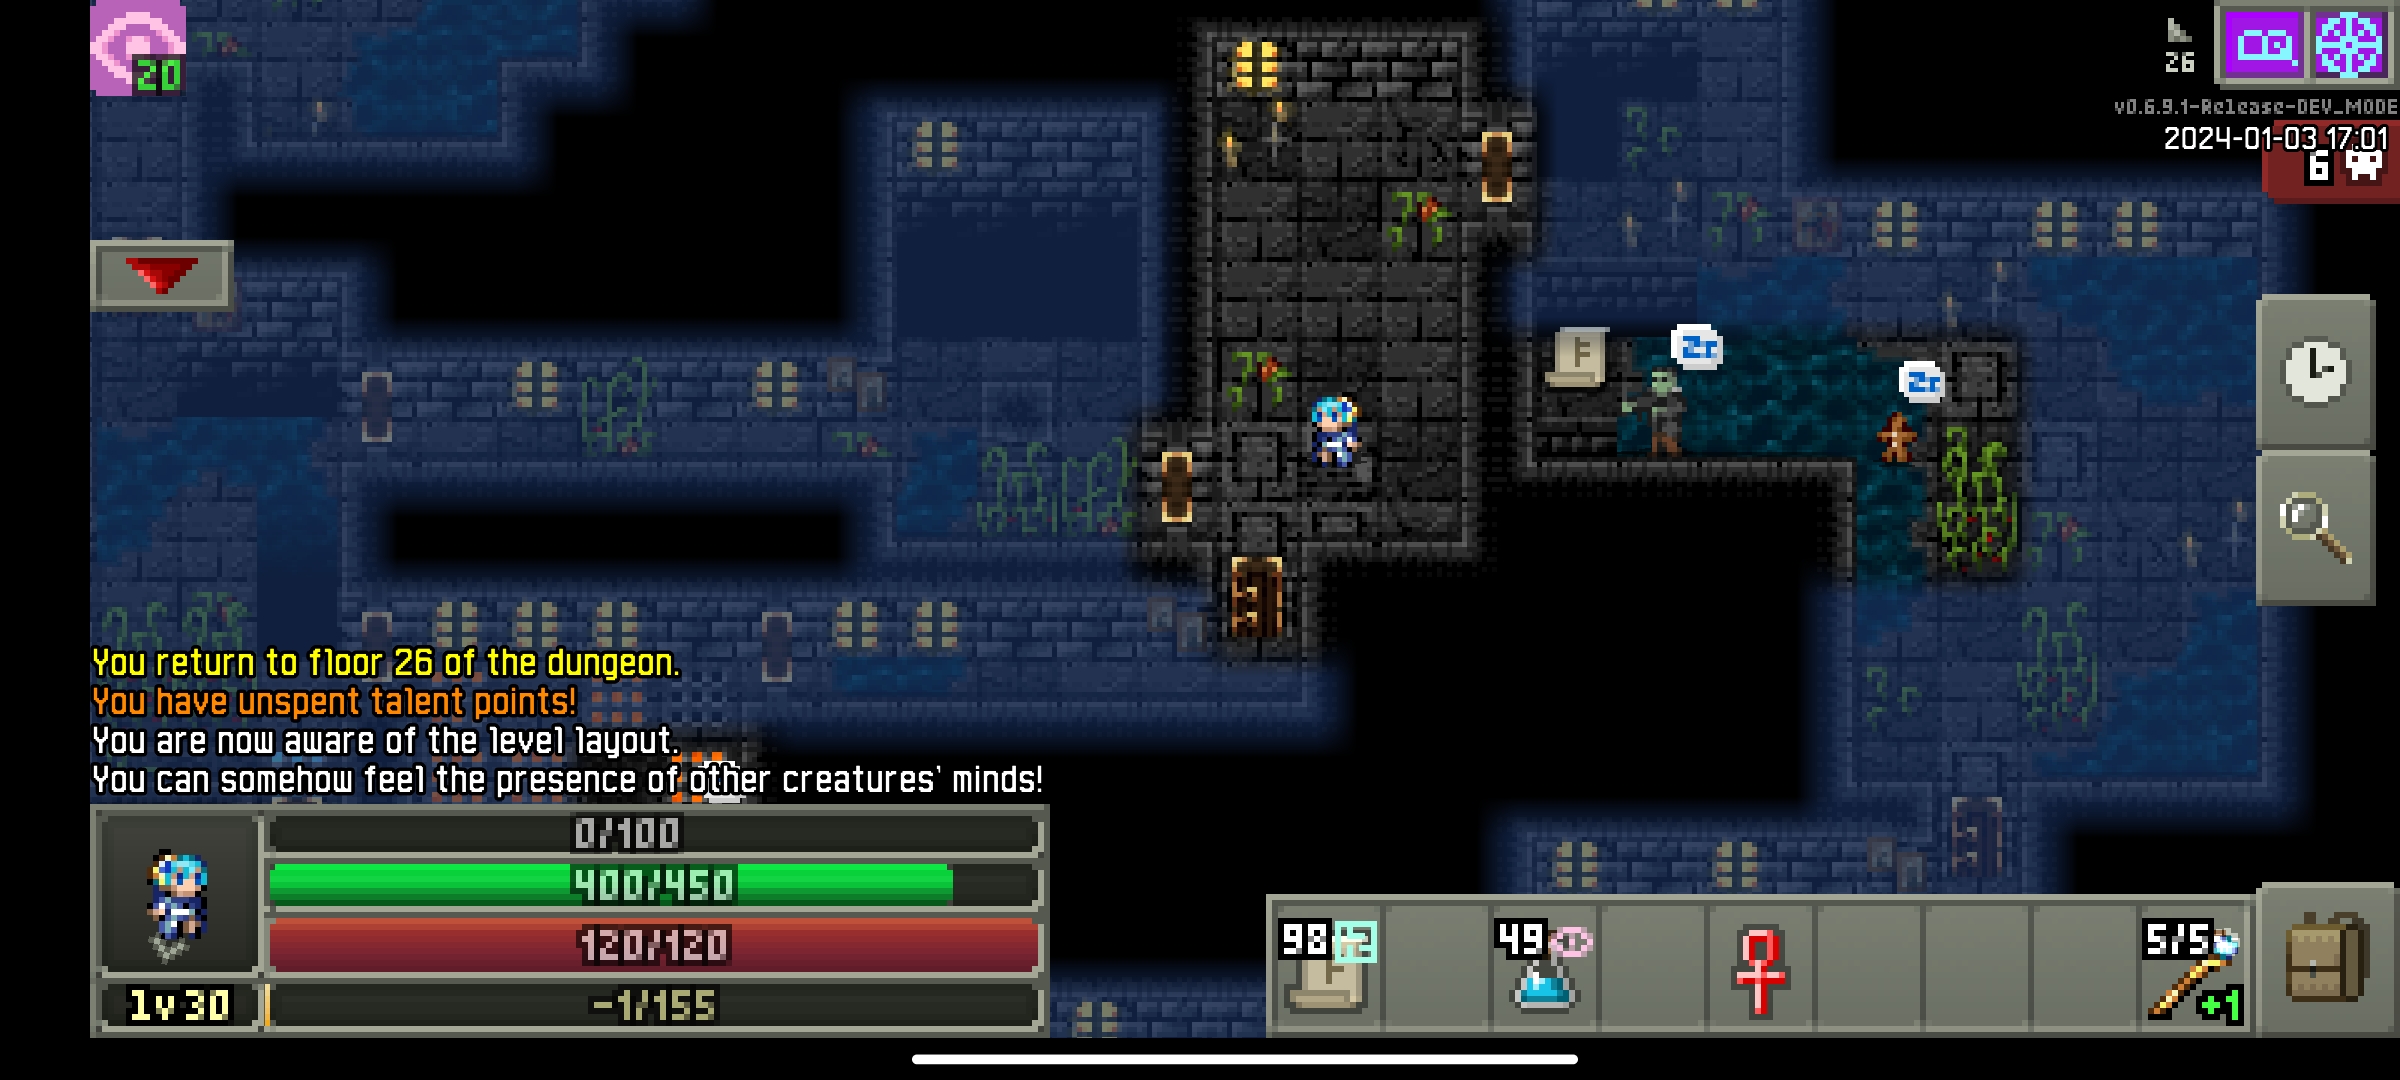 20
26
v0.6.9.1-Release-DEV_MODE
2024-01-03 17:01
6
F
Zz
Zz
You return to floor 26 of the dungeon.
You have unspent talent points!
You are now aware of the level layout.
You can somehow feel the presence of other creatures' minds!
0/100
400/450
120/120
lv30
-1/155
98
49
5/5
+1